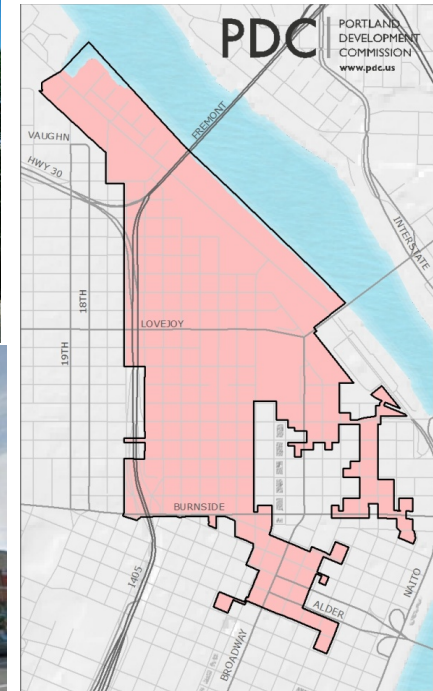 PDC
PORTLAND
DEVELOPMENT
COMMISSION
www.pdc.us
FREMONT
VAUGHN
HWY 30
INTERSTATE
18TH
LOVEJOY
19TH
BURNSIDE
I405
NAITO
ALDER
BROADWAY